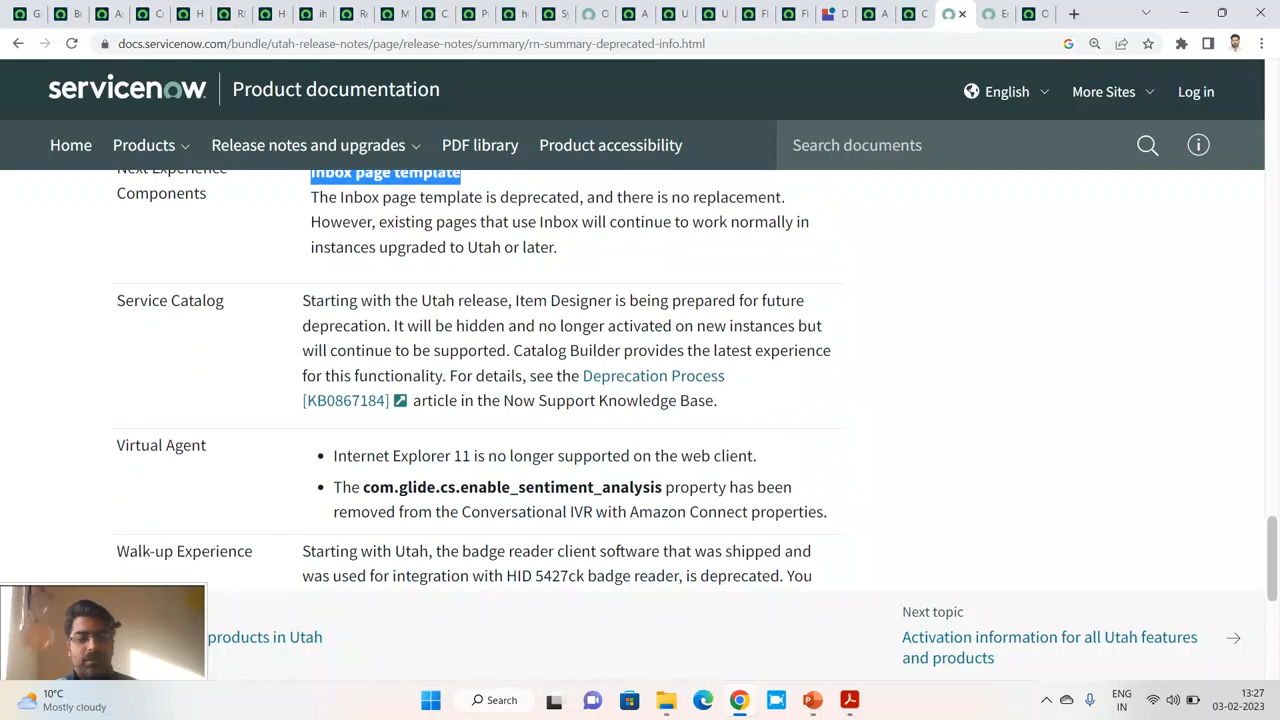 G
B
A
C
H
R
H
ih
R
M
C
P
h
S
O
A
U
U
F
D
A
C
E
O
docs.servicenow.com/bundle/utah-release-notes/page/release-notes/summary/rn-summary-deprecated-info.html
servicenow
Product documentation
English
More Sites
Log in
Home
Products
Release notes and upgrades
PDF library
Product accessibility
Search documents
Next Experience
Components
Inbox page template
The Inbox page template is deprecated, and there is no replacement.
However, existing pages that use Inbox will continue to work normally in
instances upgraded to Utah or later.
Service Catalog
Starting with the Utah release, Item Designer is being prepared for future
deprecation. It will be hidden and no longer activated on new instances but
will continue to be supported. Catalog Builder provides the latest experience
for this functionality. For details, see the Deprecation Process
[KB0867184] article in the Now Support Knowledge Base.
Virtual Agent
• Internet Explorer 11 is no longer supported on the web client.
• The com.glide.cs.enable_sentiment_analysis property has been
removed from the Conversational IVR with Amazon Connect properties.
Walk-up Experience
Starting with Utah, the badge reader client software that was shipped and
was used for integration with HID 5427ck badge reader, is deprecated. You
products in Utah
Next topic
Activation information for all Utah features
and products
10°C
Mostly cloudy
Search
ENG
IN
13:27
03-02-2023